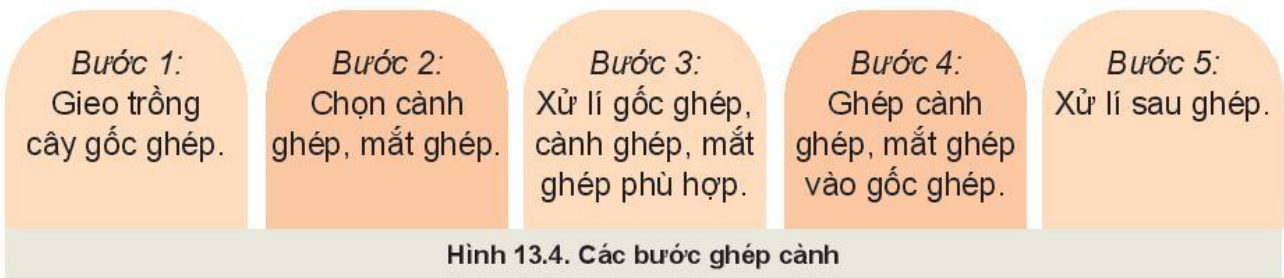 Bước 1:
Gieo trồng
cây gốc ghép.
Bước 2:
Chọn cành
ghép, mắt ghép.
Bước 3:
Xử lí gốc ghép,
cành ghép, mắt
ghép phù hợp.
Bước 4:
Ghép cành
ghép, mắt ghép
vào gốc ghép.
Bước 5:
Xử lí sau ghép.
Hình 13.4. Các bước ghép cành